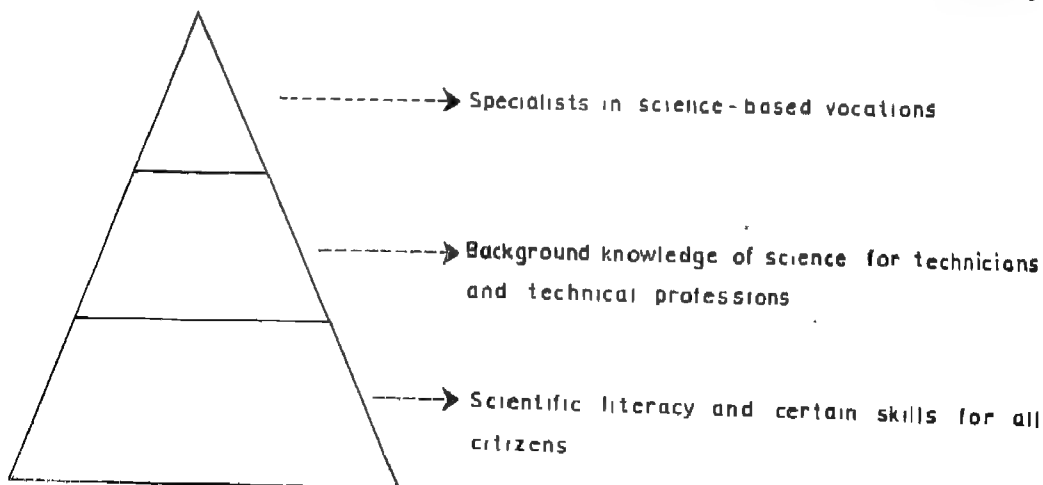 Specialists in science-based vocations
Background knowledge of science for technicians
and technical professions
Scientific literacy and certain skills for all
citizens